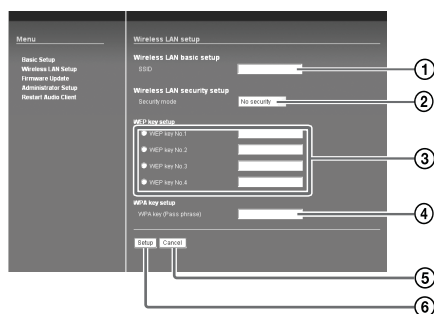 Menu
Basic Setup
Wireless LAN Setup
Firmware Update
Administrator Setup
Restart Audio Client
Wireless LAN setup
Wireless LAN basic setup
SSID
1
Wireless LAN security setup
Security mode
No security
2
WEP key setup
WEP key No.1
WEP key No.2
WEP key No.3
WEP key No.4
3
WPA key setup
WPA key (Pass phrase)
4
Setup Cancel
5
6